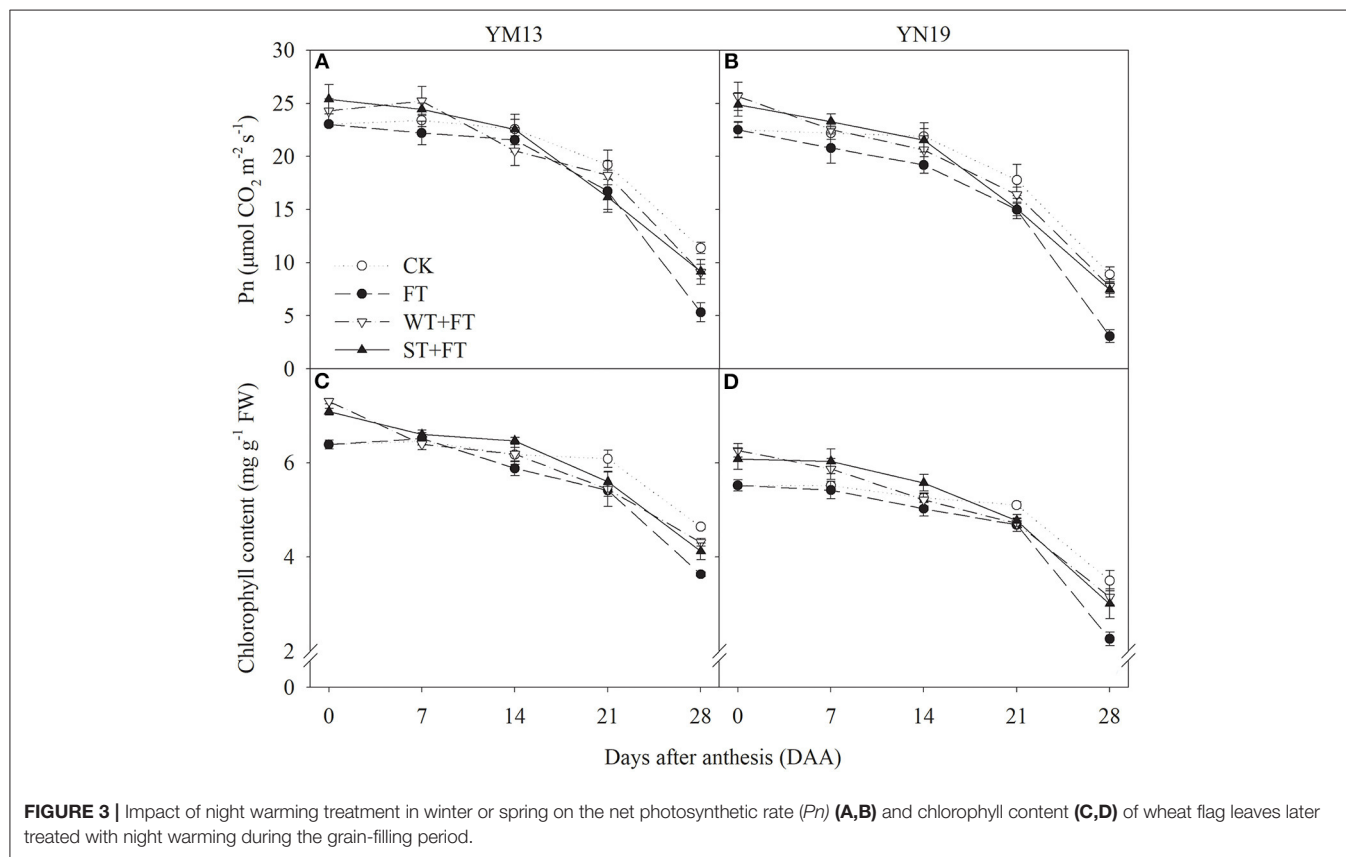 YM13 YN19
A B
30
25
20
15
10
5
0
Pn (μmol CO₂ m⁻² s⁻¹)
CK
FT
WT+FT
ST+FT
C D
6
4
2
0
Chlorophyll content (mg g⁻¹ FW)
0 7 14 21 28 0 7 14 21 28
Days after anthesis (DAA)
FIGURE 3 | Impact of night warming treatment in winter or spring on the net photosynthetic rate (Pn) (A,B) and chlorophyll content (C,D) of wheat flag leaves later
treated with night warming during the grain-filling period.